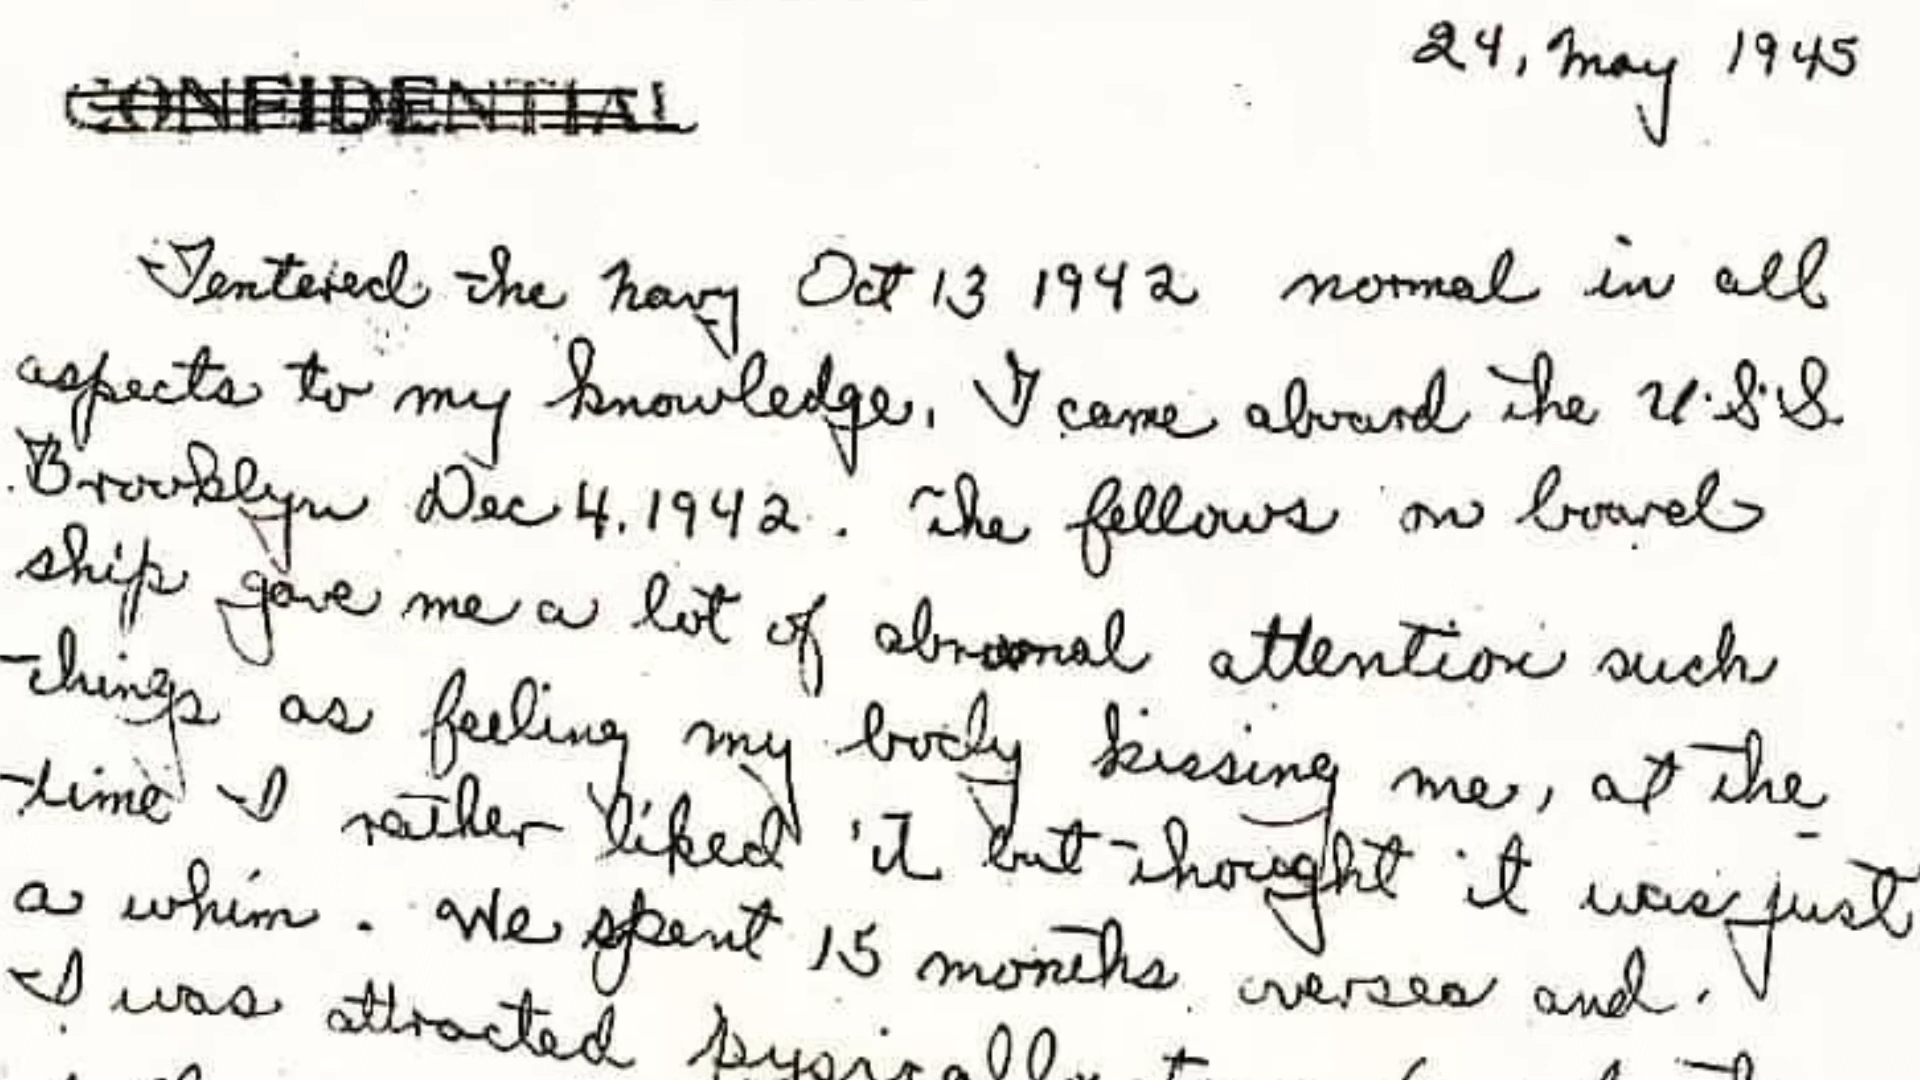 24, May 1945
CONFIDENTIAL
I entered the navy Oct 13 1942 normal in all
aspects to my knowledge. I came aboard the U.S.S.
Brooklyn Dec 4. 1942. The fellows on board
ship gave me a lot of abnormal attention such
things as feeling my body kissing me, at the
time I rather liked it but thought it was just
a whim. We spent 15 months oversea and.
I was attracted pysically